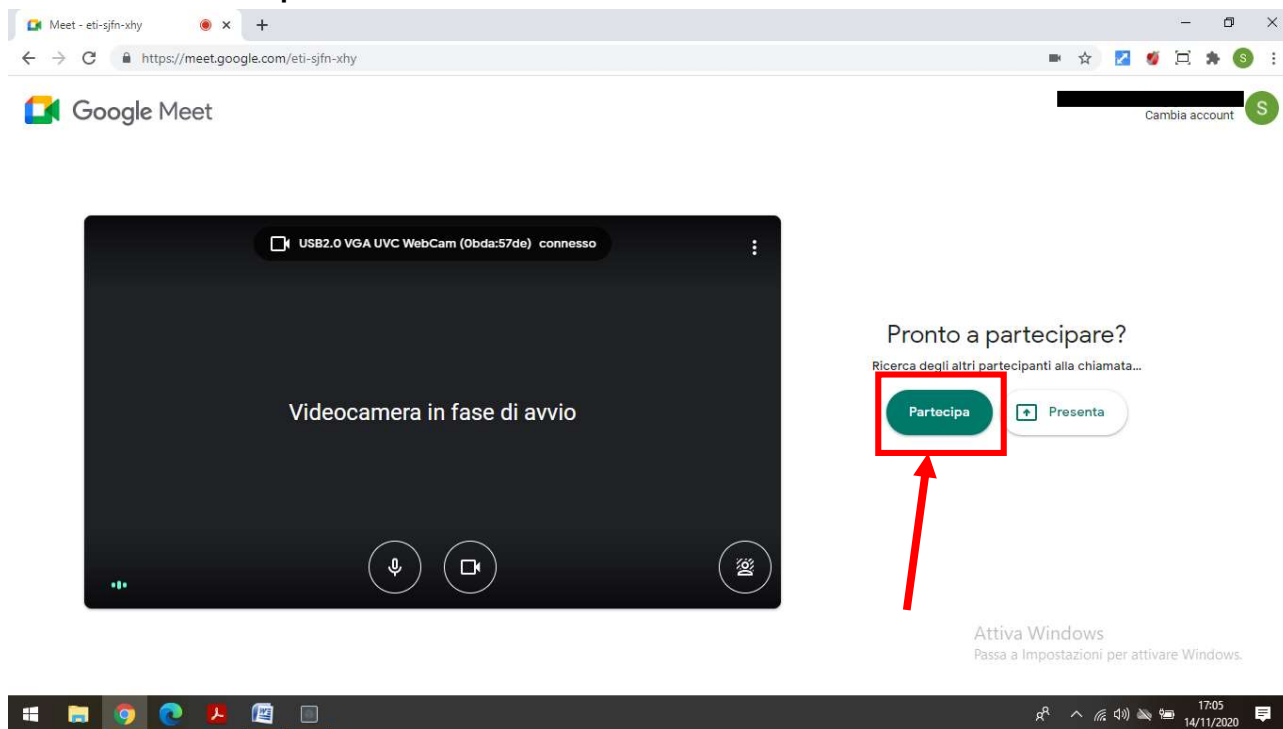 Meet - eti-sjfn-xhy
https://meet.google.com/eti-sjfn-xhy
S
Google Meet
Cambia account
S
USB2.0 VGA UVC WebCam (0bda:57de) connesso
Videocamera in fase di avvio
Pronto a partecipare?
Ricerca degli altri partecipanti alla chiamata...
Partecipa
Presenta
Attiva Windows
Passa a Impostazioni per attivare Windows.
17:05
14/11/2020